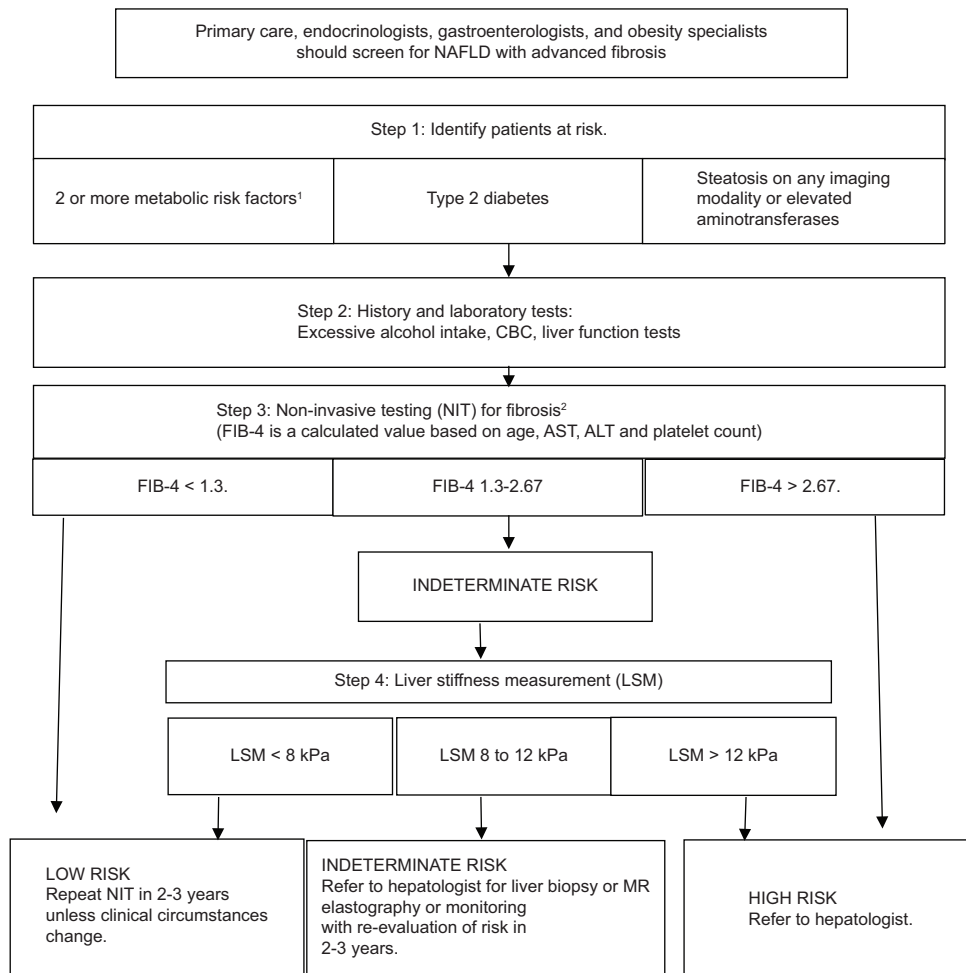 Primary care, endocrinologists, gastroenterologists, and obesity specialists
should screen for NAFLD with advanced fibrosis
Step 1: Identify patients at risk.
2 or more metabolic risk factors¹
Type 2 diabetes
Steatosis on any imaging
modality or elevated
aminotransferases
Step 2: History and laboratory tests:
Excessive alcohol intake, CBC, liver function tests
Step 3: Non-invasive testing (NIT) for fibrosis²
(FIB-4 is a calculated value based on age, AST, ALT and platelet count)
FIB-4 < 1.3.
FIB-4 1.3-2.67
FIB-4 > 2.67.
INDETERMINATE RISK
Step 4: Liver stiffness measurement (LSM)
LSM < 8 kPa
LSM 8 to 12 kPa
LSM > 12 kPa
LOW RISK
Repeat NIT in 2-3 years
unless clinical circumstances
change.
INDETERMINATE RISK
Refer to hepatologist for liver biopsy or MR
elastography or monitoring
with re-evaluation of risk in
2-3 years.
HIGH RISK
Refer to hepatologist.